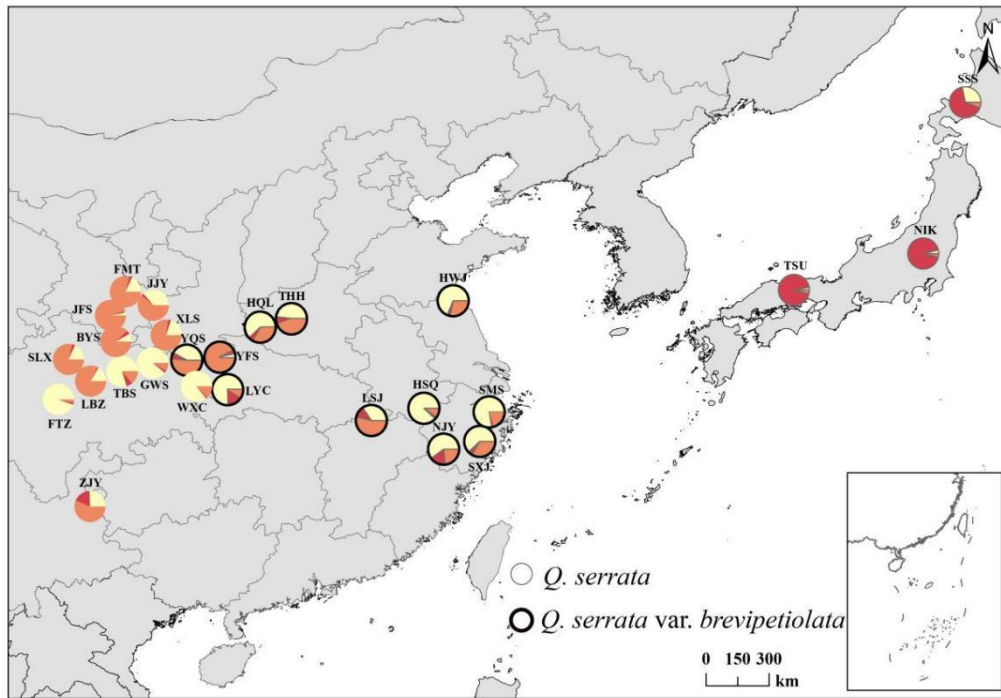 N
SSS
NIK
TSU
FMT
JJY
HWJ
JFS
HQL
THH
XLS
BYS
YQS
SLX
YFS
TBS
GWS
LBZ
WXC
LYC
FTZ
LSJ
HSQ
SMS
NJY
SXJ
ZJY
Q. serrata
Q. serrata var. brevipetiolata
0 150 300
km